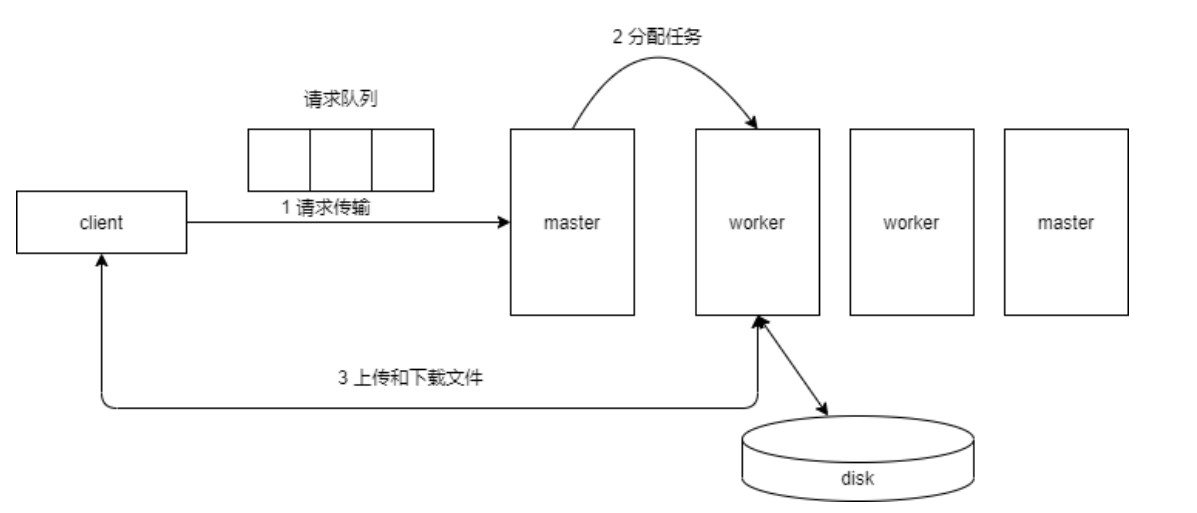 2 分配任务
请求队列
1 请求传输
client
master
worker
worker
master
3 上传和下载文件
disk